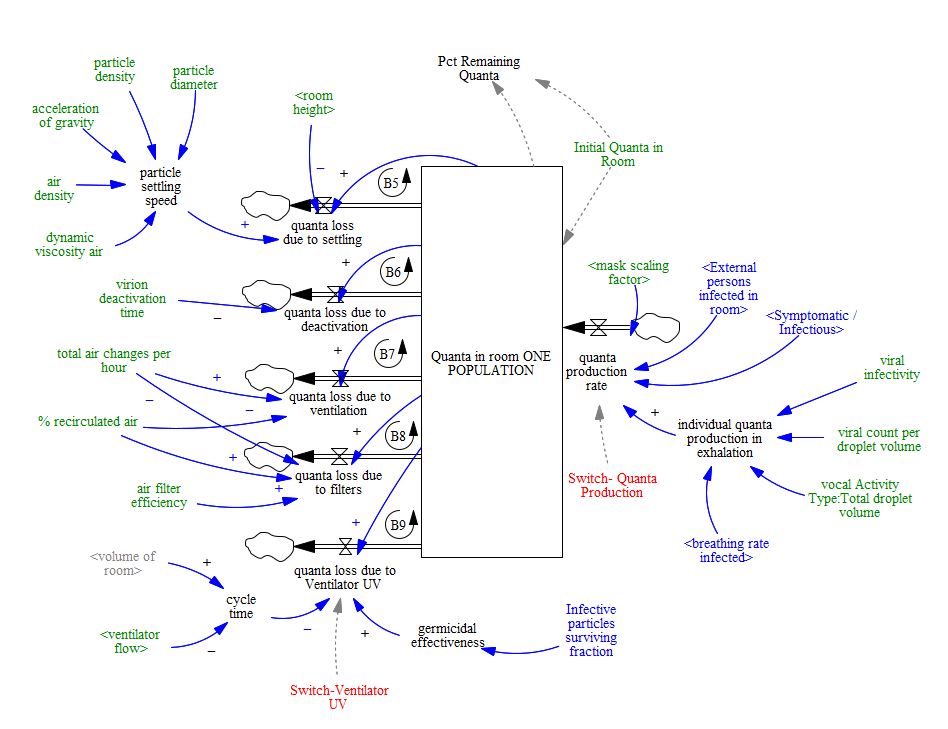 Pct Remaining
Quanta
particle
density
particle
diameter
<room
height>
acceleration
of gravity
Initial Quanta in
Room
air
density
particle
settling
speed
+
–
+
B5
quanta loss
due to settling
dynamic
viscosity air
+
B6
<mask scaling
factor>
<External
persons
infected in
room>
virion
deactivation
time
–
quanta loss due to
deactivation
<Symptomatic /
Infectious>
total air changes per
hour
+
B7
Quanta in room ONE
POPULATION
quanta
production
rate
viral
infectivity
+
–
–
quanta loss due to
ventilation
% recirculated air
+
B8
+
individual quanta
production in
exhalation
viral count per
droplet volume
+
quanta loss due
to filters
+
air filter
efficiency
Switch- Quanta
Production
vocal Activity
Type:Total droplet
volume
+
B9
<breathing rate
infected>
<volume of
room>
+
quanta loss due to
Ventilator UV
cycle
time
–
+
germicidal
effectiveness
Infective
particles
surviving
fraction
<ventilator
flow>
–
Switch-Ventilator
UV